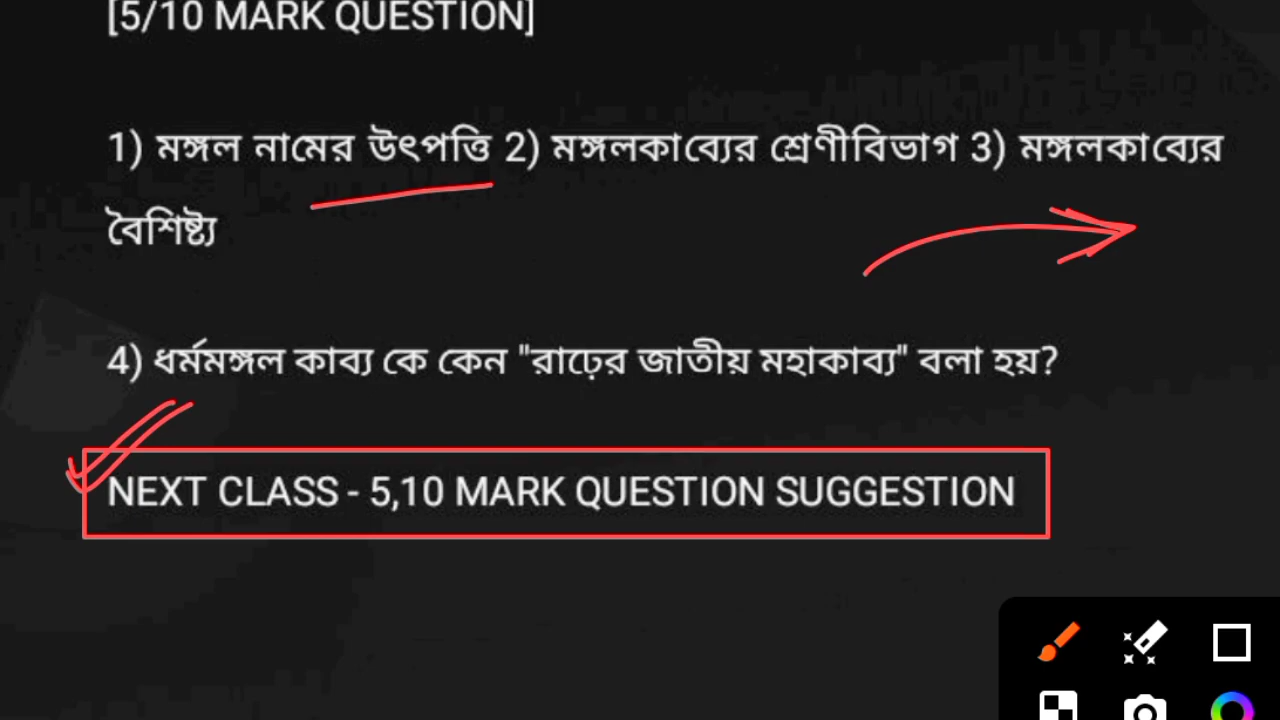 [5/10 MARK QUESTION]
1) মঙ্গল নামের উৎপত্তি 2) মঙ্গলকাব্যের শ্রেণীবিভাগ 3) মঙ্গলকাব্যের
বৈশিষ্ট্য
4) ধর্মমঙ্গল কাব্য কে কেন "রাঢ়ের জাতীয় মহাকাব্য" বলা হয়?
NEXT CLASS - 5,10 MARK QUESTION SUGGESTION